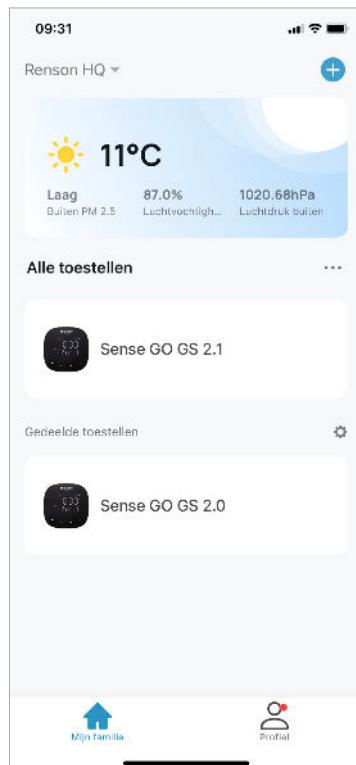 09:31
Renson HQ
11°C
Laag 87.0% 1020.68hPa
Buiten PM 2.5 Luchtvochtigh... Luchtdruk buiten
Alle toestellen
Sense GO GS 2.1
Gedeelde toestellen
Sense GO GS 2.0
Mijn familie Profiel